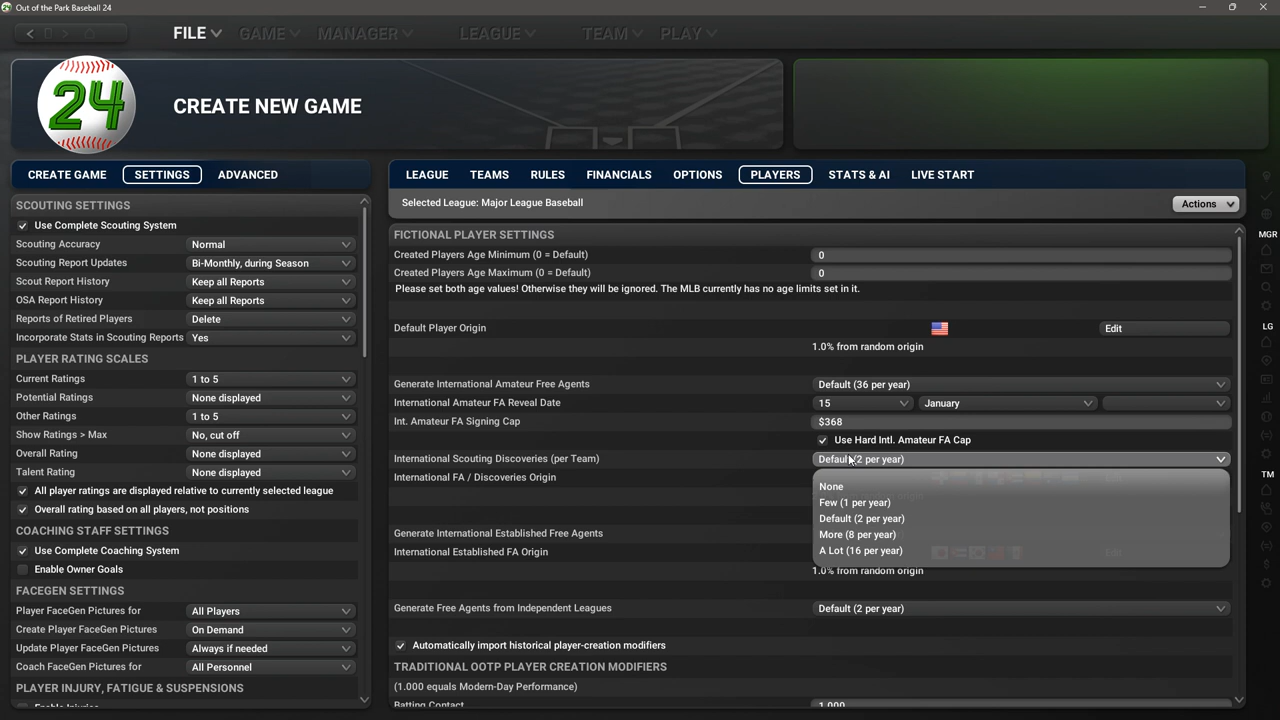 Out of the Park Baseball 24
FILE GAME MANAGER LEAGUE TEAM PLAY
24
CREATE NEW GAME
CREATE GAME SETTINGS ADVANCED
SCOUTING SETTINGS
Use Complete Scouting System
Scouting Accuracy Normal
Scouting Report Updates Bi-Monthly, during Season
Scout Report History Keep all Reports
OSA Report History Keep all Reports
Reports of Retired Players Delete
Incorporate Stats in Scouting Reports Yes
PLAYER RATING SCALES
Current Ratings 1 to 5
Potential Ratings None displayed
Other Ratings 1 to 5
Show Ratings > Max No, cut off
Overall Rating None displayed
Talent Rating None displayed
All player ratings are displayed relative to currently selected league
Overall rating based on all players, not positions
COACHING STAFF SETTINGS
Use Complete Coaching System
Enable Owner Goals
FACEGEN SETTINGS
Player FaceGen Pictures for All Players
Create Player FaceGen Pictures On Demand
Update Player FaceGen Pictures Always if needed
Coach FaceGen Pictures for All Personnel
PLAYER INJURY, FATIGUE & SUSPENSIONS
Enable Injuries
LEAGUE TEAMS RULES FINANCIALS OPTIONS PLAYERS STATS & AI LIVE START
Selected League: Major League Baseball
Actions
FICTIONAL PLAYER SETTINGS
Created Players Age Minimum (0 = Default) 0
Created Players Age Maximum (0 = Default) 0
Please set both age values! Otherwise they will be ignored. The MLB currently has no age limits set in it.
Default Player Origin Edit
1.0% from random origin
Generate International Amateur Free Agents Default (36 per year)
International Amateur FA Reveal Date 15 January
Int. Amateur FA Signing Cap $368
Use Hard Intl. Amateur FA Cap
International Scouting Discoveries (per Team) Default (2 per year)
International FA / Discoveries Origin
None
Few (1 per year)
Default (2 per year)
More (8 per year)
A Lot (16 per year)
Generate International Established Free Agents
International Established FA Origin Edit
1.0% from random origin
Generate Free Agents from Independent Leagues Default (2 per year)
Automatically import historical player-creation modifiers
TRADITIONAL OOTP PLAYER CREATION MODIFIERS
(1.000 equals Modern-Day Performance)
Batting Contact 1.000
MGR
LG
TM